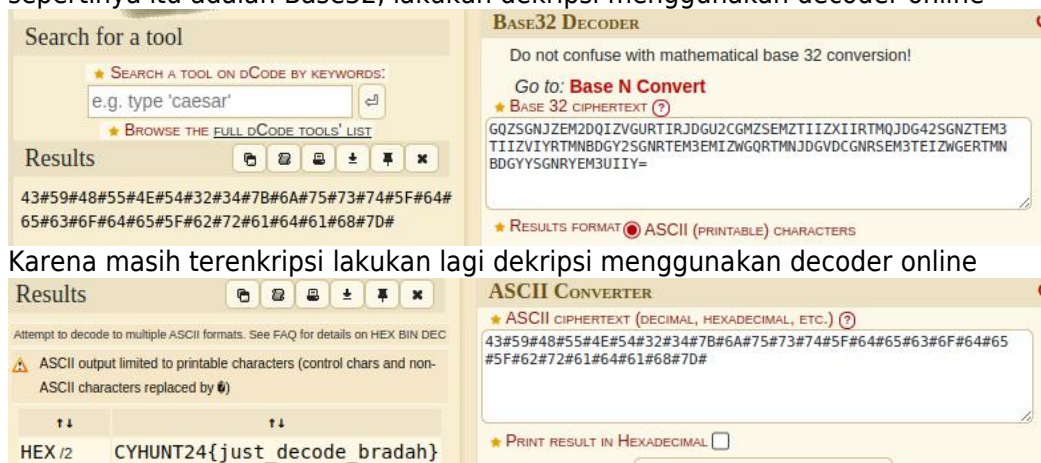 sepertinya itu adalah Base32, lakukan dekripsi menggunakan decoder online
Search for a tool
★ SEARCH A TOOL ON DCODE BY KEYWORDS:
e.g. type 'caesar'
★ BROWSE THE FULL DCODE TOOLS' LIST
Results
43#59#48#55#4E#54#32#34#7B#6A#75#73#74#5F#64#
65#63#6F#64#65#5F#62#72#61#64#61#68#7D#
BASE32 DECODER
Do not confuse with mathematical base 32 conversion!
Go to: Base N Convert
★ BASE 32 CIPHERTEXT ?
GQZSGNJZEM2DQIZVGURTIRJDGU2CGMZSEMZTIIZXIIRTMQJDG42SGNZTEM3
TIIZVIYRTMNBDGY2SGNRTEM3EMIZWGQRTMNJDGVDCGNRSEM3TEIZWGERTMN
BDGYYSGNRYEM3UIIY=
★ RESULTS FORMAT ASCII (PRINTABLE) CHARACTERS
Karena masih terenkripsi lakukan lagi dekripsi menggunakan decoder online
Results
Attempt to decode to multiple ASCII formats. See FAQ for details on HEX BIN DEC
ASCII output limited to printable characters (control chars and non-
ASCII characters replaced by �)
↑↓ ↑↓
HEX /2 CYHUNT24{just_decode_bradah}
ASCII CONVERTER
★ ASCII CIPHERTEXT (DECIMAL, HEXADECIMAL, ETC.) ?
43#59#48#55#4E#54#32#34#7B#6A#75#73#74#5F#64#65#63#6F#64#65
#5F#62#72#61#64#61#68#7D#
★ PRINT RESULT IN HEXADECIMAL